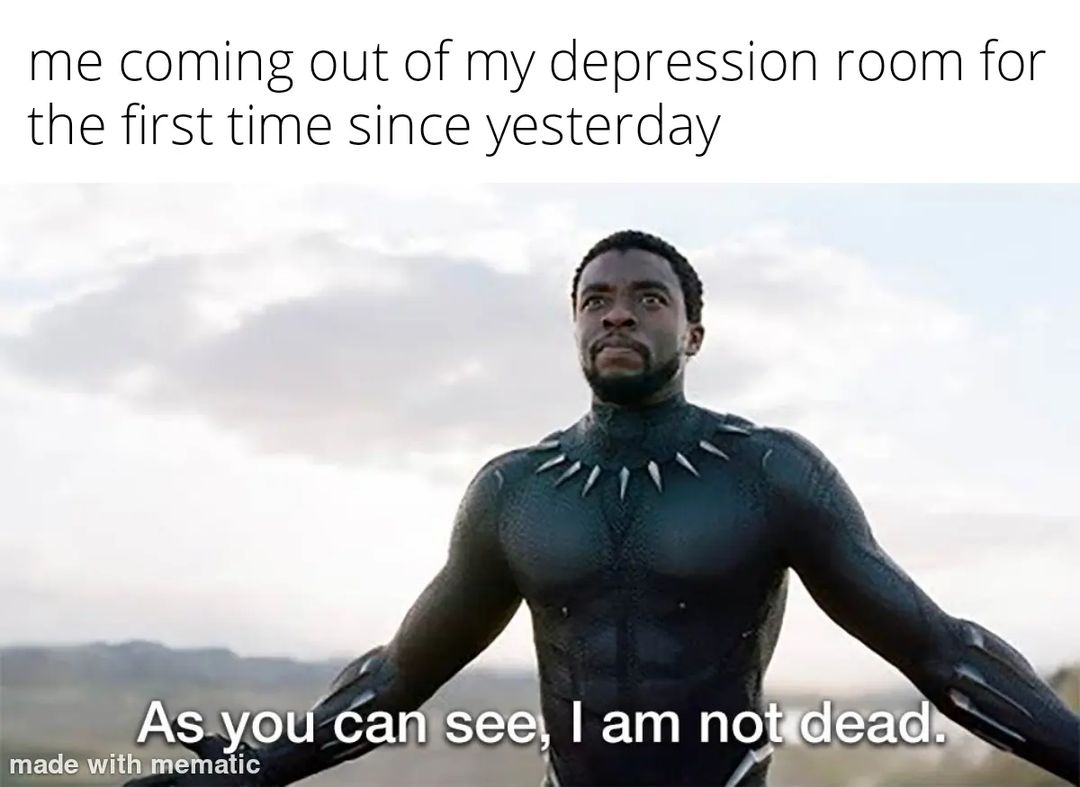 me coming out of my depression room for
the first time since yesterday
As you can see, I am not dead.
made with mematic